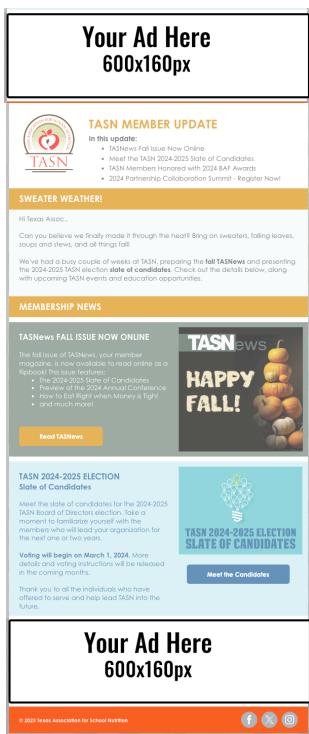 Your Ad Here
600x160px
TASN
TASN MEMBER UPDATE
In this update:
• TASNews Fall Issue Now Online
• Meet the TASN 2024-2025 Slate of Candidates
• TASN Members Honored with 2024 BAF Awards
• 2024 Partnership Collaboration Summit - Register Now!
SWEATER WEATHER!
Hi Texas Assoc.,
Can you believe we finally made it through the heat? Bring on sweaters, falling leaves,
soups and stews, and all things fall!
We've had a busy couple of weeks at TASN, preparing the fall TASNews and presenting
the 2024-2025 TASN election slate of candidates. Check out the details below, along
with upcoming TASN events and education opportunities.
MEMBERSHIP NEWS
TASNews FALL ISSUE NOW ONLINE
The fall issue of TASNews, your member
magazine, is now available to read online as a
flipbook! This issue features:
• The 2024-2025 Slate of Candidates
• Preview of the 2024 Annual Conference
• How to Eat Right when Money is Tight
• and much more!
Read TASNews
TASNews
HAPPY
FALL!
TASN 2024-2025 ELECTION
Slate of Candidates
Meet the slate of candidates for the 2024-2025
TASN Board of Directors election. Take a
moment to familiarize yourself with the
members who will lead your organization for
the next one or two years.
Voting will begin on March 1, 2024. More
details and voting instructions will be released
in the coming months.
Thank you to all the individuals who have
offered to serve and help lead TASN into the
future.
TASN 2024-2025 ELECTION
SLATE OF CANDIDATES
Meet the Candidates
Your Ad Here
600x160px
© 2023 Texas Association for School Nutrition